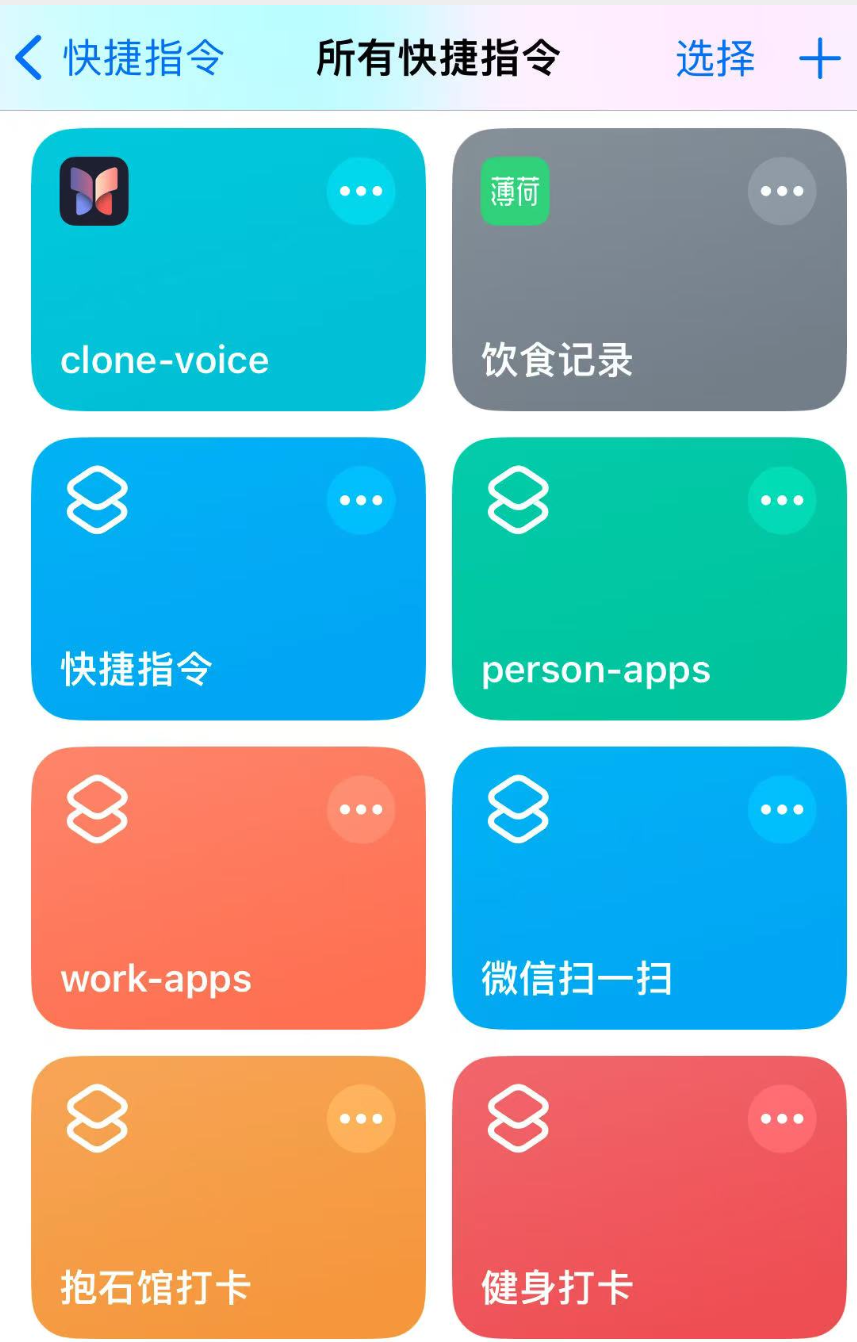 快捷指令 所有快捷指令 选择
clone-voice
薄荷
饮食记录
快捷指令
person-apps
work-apps
微信扫一扫
抱石馆打卡
健身打卡